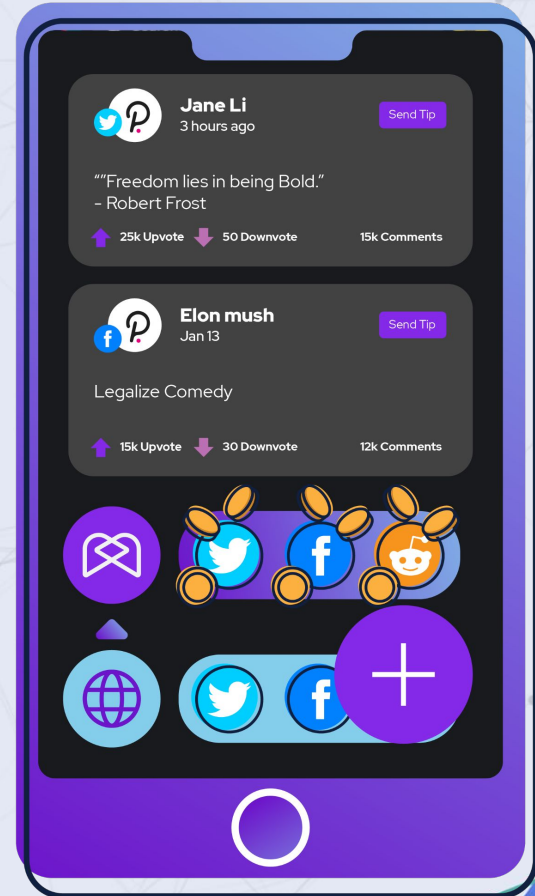 Jane Li
3 hours ago
Send Tip
“”Freedom lies in being Bold.”
- Robert Frost
25k Upvote 50 Downvote 15k Comments
Elon mush
Jan 13
Send Tip
Legalize Comedy
15k Upvote 30 Downvote 12k Comments